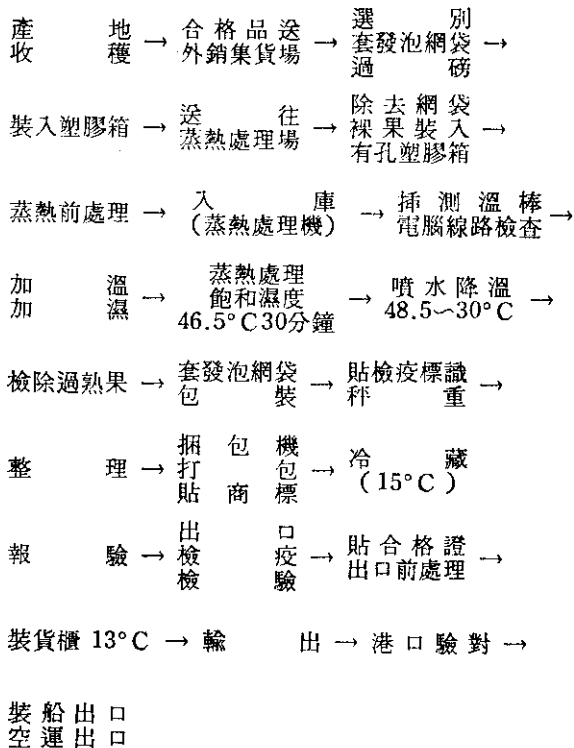 產地收穫 → 合格品送外銷集貨場 → 選別套發泡網袋過磅 →
裝入塑膠箱 → 送往蒸熱處理場 → 除去網袋裸果裝入有孔塑膠箱 →
蒸熱前處理 → 入庫(蒸熱處理機) → 揷測溫棒電腦線路檢查 →
加溫加濕 → 蒸熱處理飽和濕度46.5°C30分鐘 → 噴水降溫48.5∽30°C →
檢除過熟果 → 套發泡網袋包裝 → 貼檢疫標識秤重 →
整理 → 捆包機打包貼商標 → 冷藏(15°C)
報驗 → 出口檢疫檢驗 → 貼合格證出口前處理 →
裝貨櫃 13°C → 輸出 → 港口驗對 →
裝船出口
空運出口